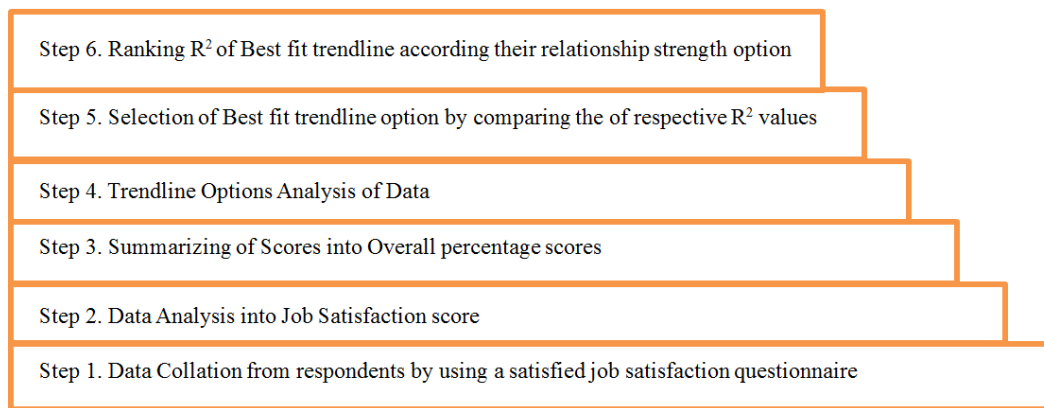 Step 6. Ranking R² of Best fit trendline according their relationship strength option
Step 5. Selection of Best fit trendline option by comparing the of respective R² values
Step 4. Trendline Options Analysis of Data
Step 3. Summarizing of Scores into Overall percentage scores
Step 2. Data Analysis into Job Satisfaction score
Step 1. Data Collation from respondents by using a satisfied job satisfaction questionnaire